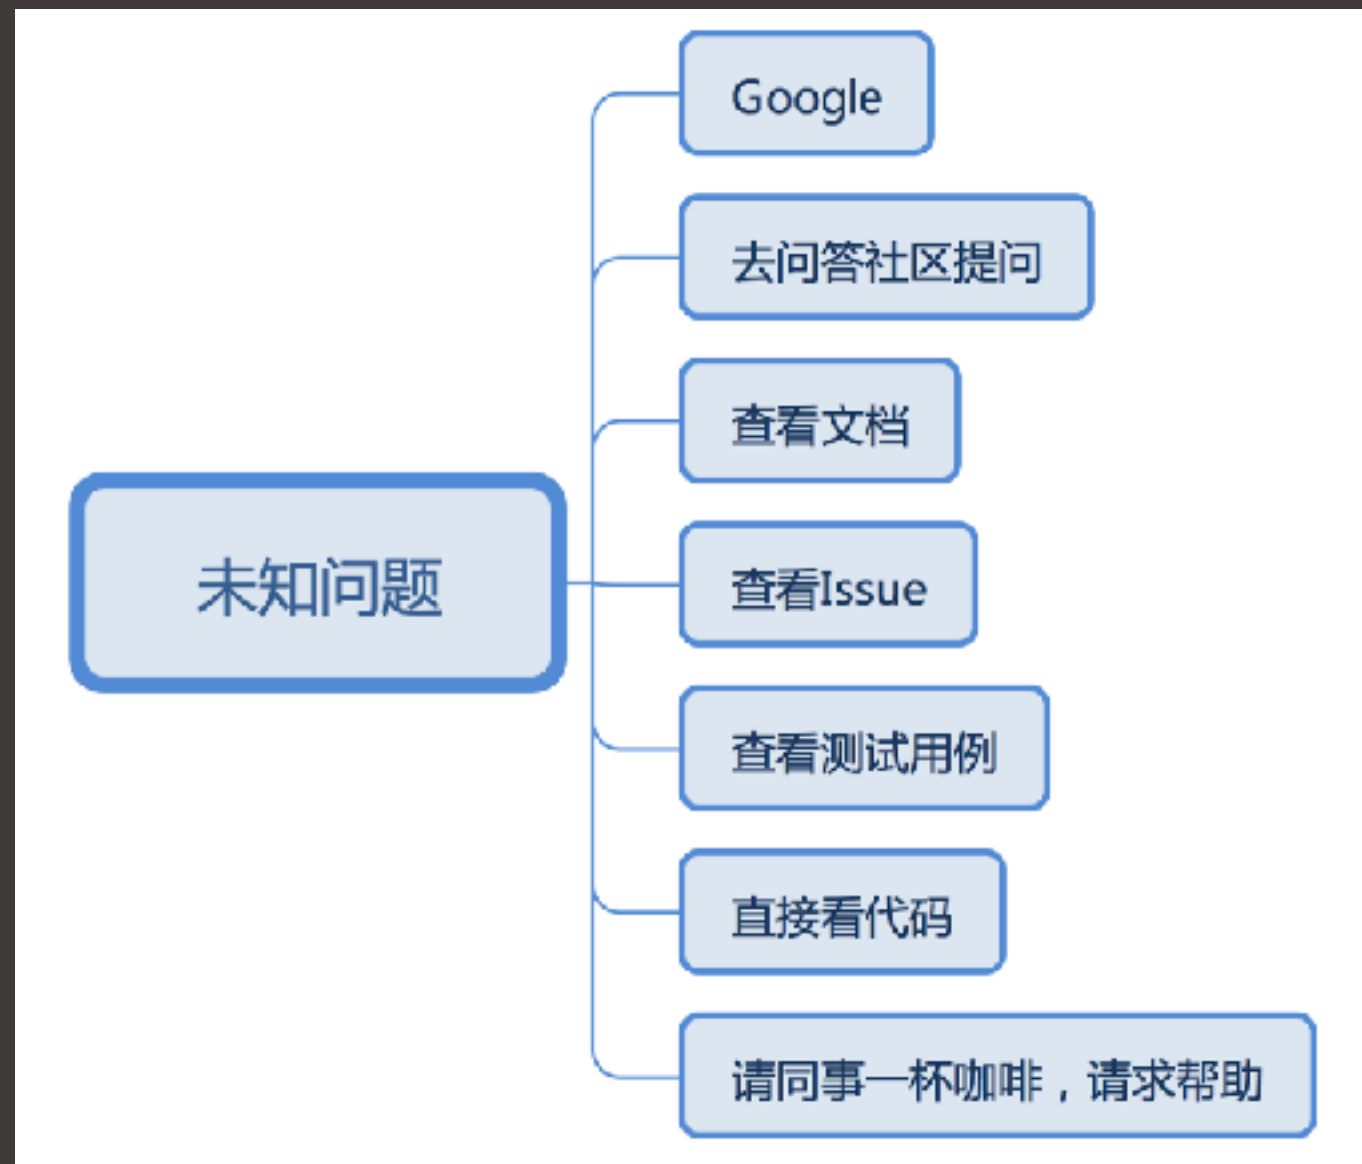 Google
去问答社区提问
查看文档
查看Issue
未知问题
查看测试用例
直接看代码
请同事一杯咖啡，请求帮助